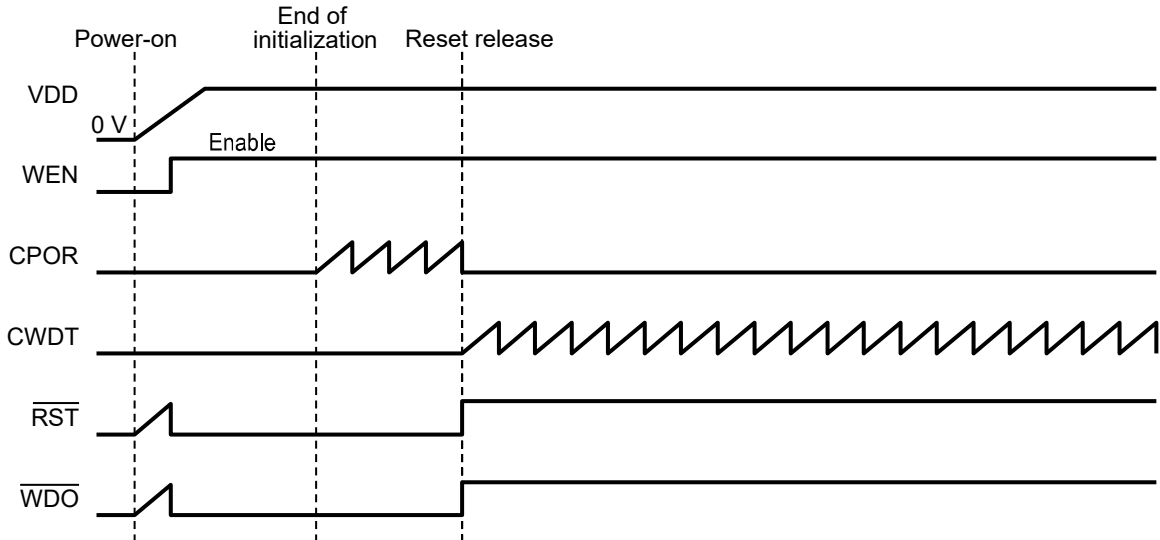 End of
initialization
Power-on
Reset release
VDD
0 V
Enable
WEN
CPOR
CWDT
RST
WDO